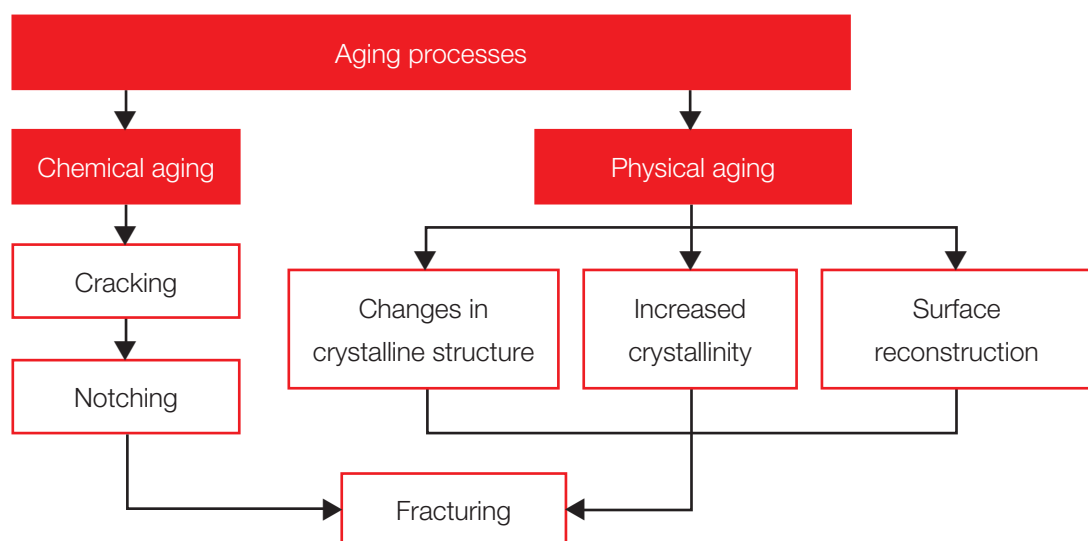 Aging processes
Chemical aging
Physical aging
Cracking
Changes in
crystalline structure
Increased
crystallinity
Surface
reconstruction
Notching
Fracturing